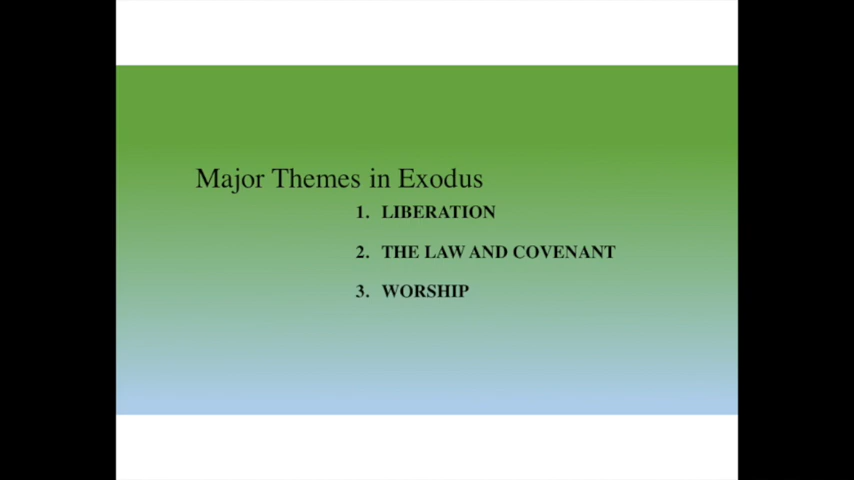 Major Themes in Exodus
1. LIBERATION
2. THE LAW AND COVENANT
3. WORSHIP